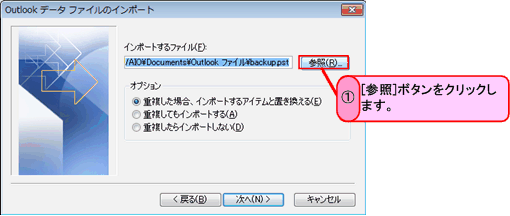 Outlook データ ファイルのインポート
インポートするファイル(F):
/AIO¥Documents¥Outlook ファイル¥backup.pst
参照(R)...
① [参照]ボタンをクリックし
ます。
オプション
重複した場合、インポートするアイテムと置き換える(E)
重複してもインポートする(A)
重複したらインポートしない(D)
< 戻る(B)
次へ(N) >
キャンセル